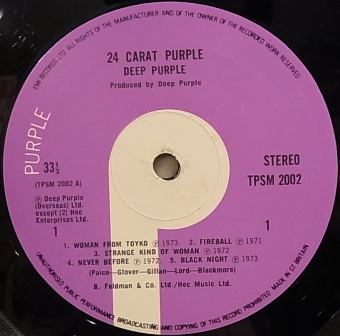 EMI RECORDS LTD ALL RIGHTS OF THE MANUFACTURER AND OF THE OWNER OF THE RECORDED WORK RESERVED
24 CARAT PURPLE
DEEP PURPLE
Produced by Deep Purple
PURPLE
33⅓
(TPSM 2002 A)
℗ Deep Purple
(Overseas) Ltd.
except (2) Hec
Enterprises Ltd.
1
STEREO
TPSM 2002
1
1. WOMAN FROM TOYKO ℗ 1973. 2. FIREBALL ℗ 1971
3. STRANGE KIND OF WOMAN ℗ 1972
4. NEVER BEFORE ℗ 1972. 5. BLACK NIGHT ℗ 1973
(Paice—Glover—Gillan—Lord—Blackmore)
B. Feldman & Co. Ltd./Hec Music Ltd.
UNAUTHORISED PUBLIC PERFORMANCE BROADCASTING AND COPYING OF THIS RECORD PROHIBITED MADE IN GT BRITAIN